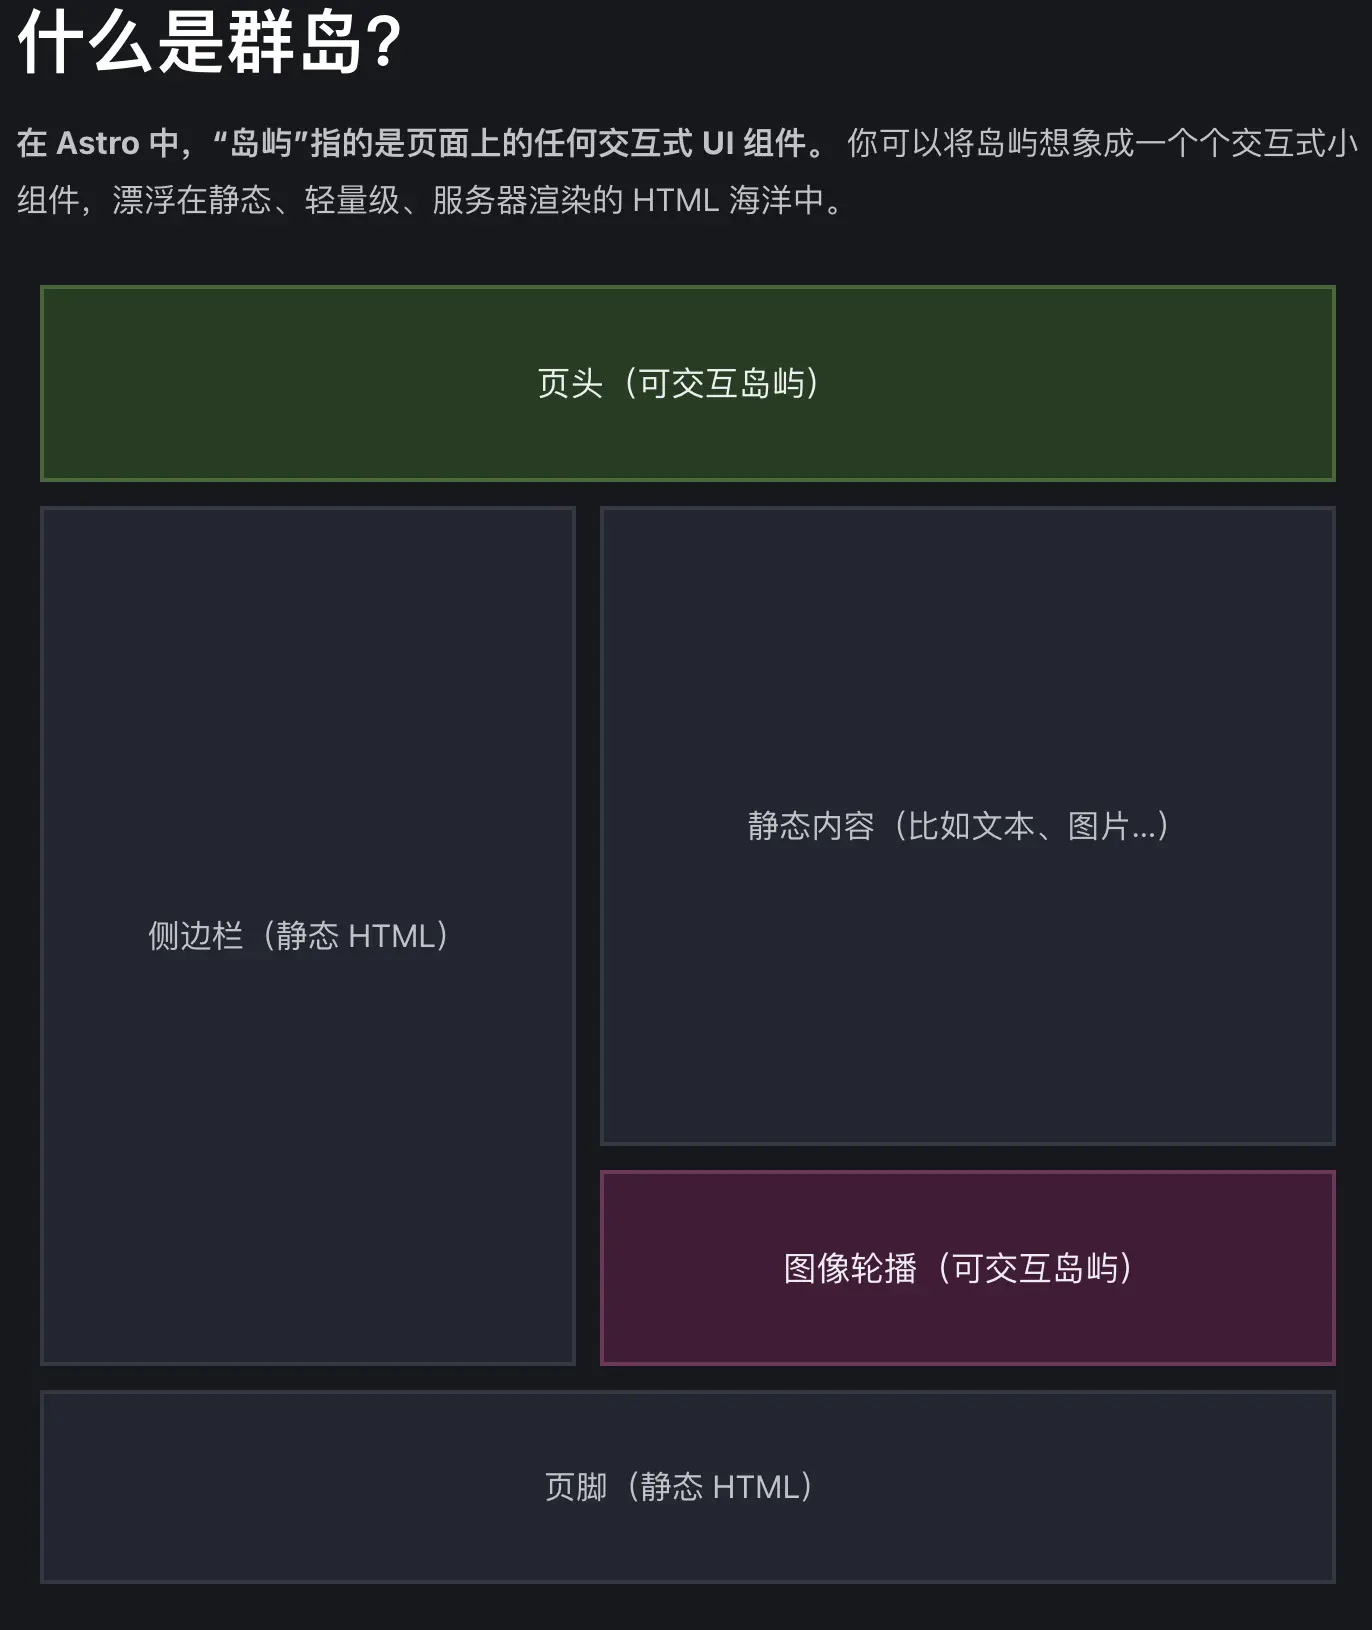 什么是群岛?
在 Astro 中，“岛屿”指的是页面上的任何交互式 UI 组件。 你可以将岛屿想象成一个个交互式小
组件，漂浮在静态、轻量级、服务器渲染的 HTML 海洋中。
页头（可交互岛屿）
侧边栏（静态 HTML）
静态内容（比如文本、图片...）
图像轮播（可交互岛屿）
页脚（静态 HTML）